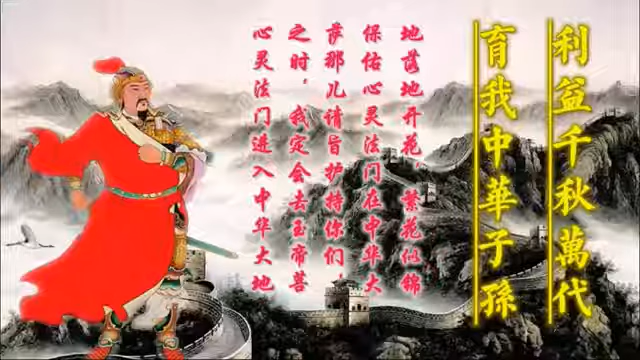 心灵法门进入中华大地
之时，我定会去玉帝菩
萨那儿请旨护持你们，
保佑心灵法门在中华大
地落地开花，繁花似锦
育我中華子孫
利益千秋萬代